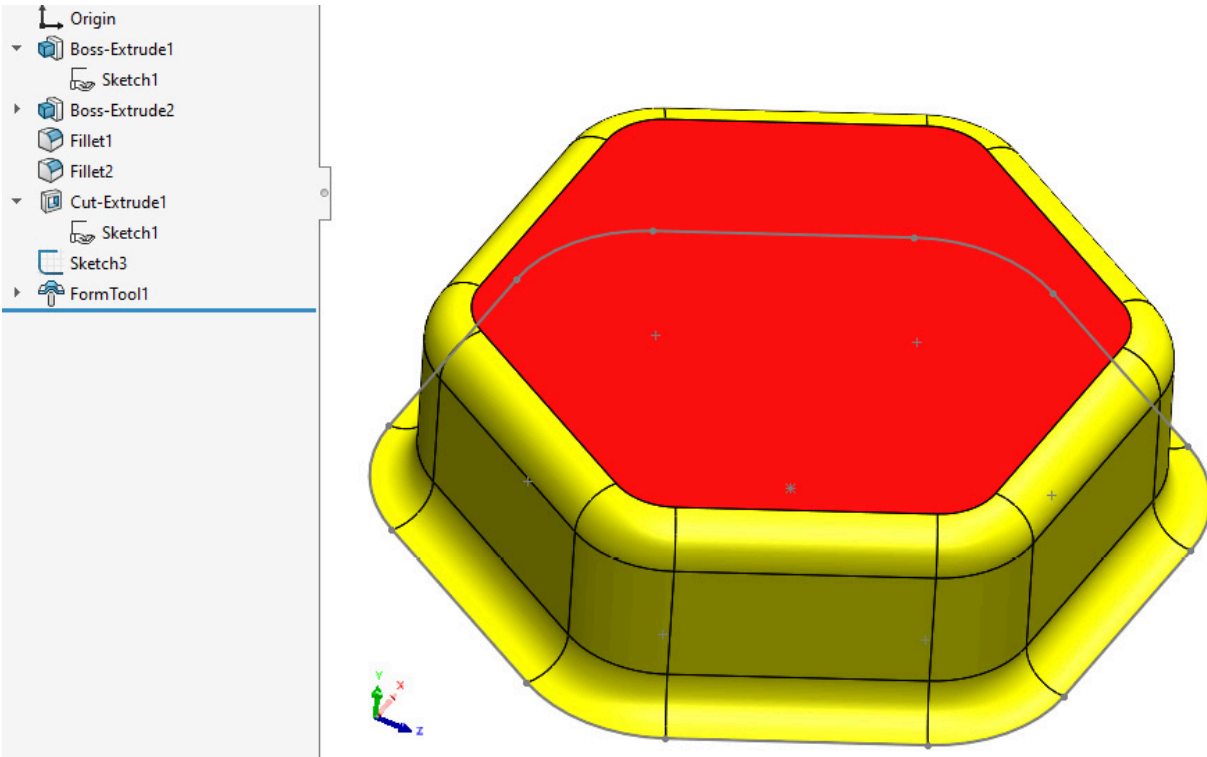 Origin
Boss-Extrude1
Sketch1
Boss-Extrude2
Fillet1
Fillet2
Cut-Extrude1
Sketch1
Sketch3
FormTool1
Y
X
Z